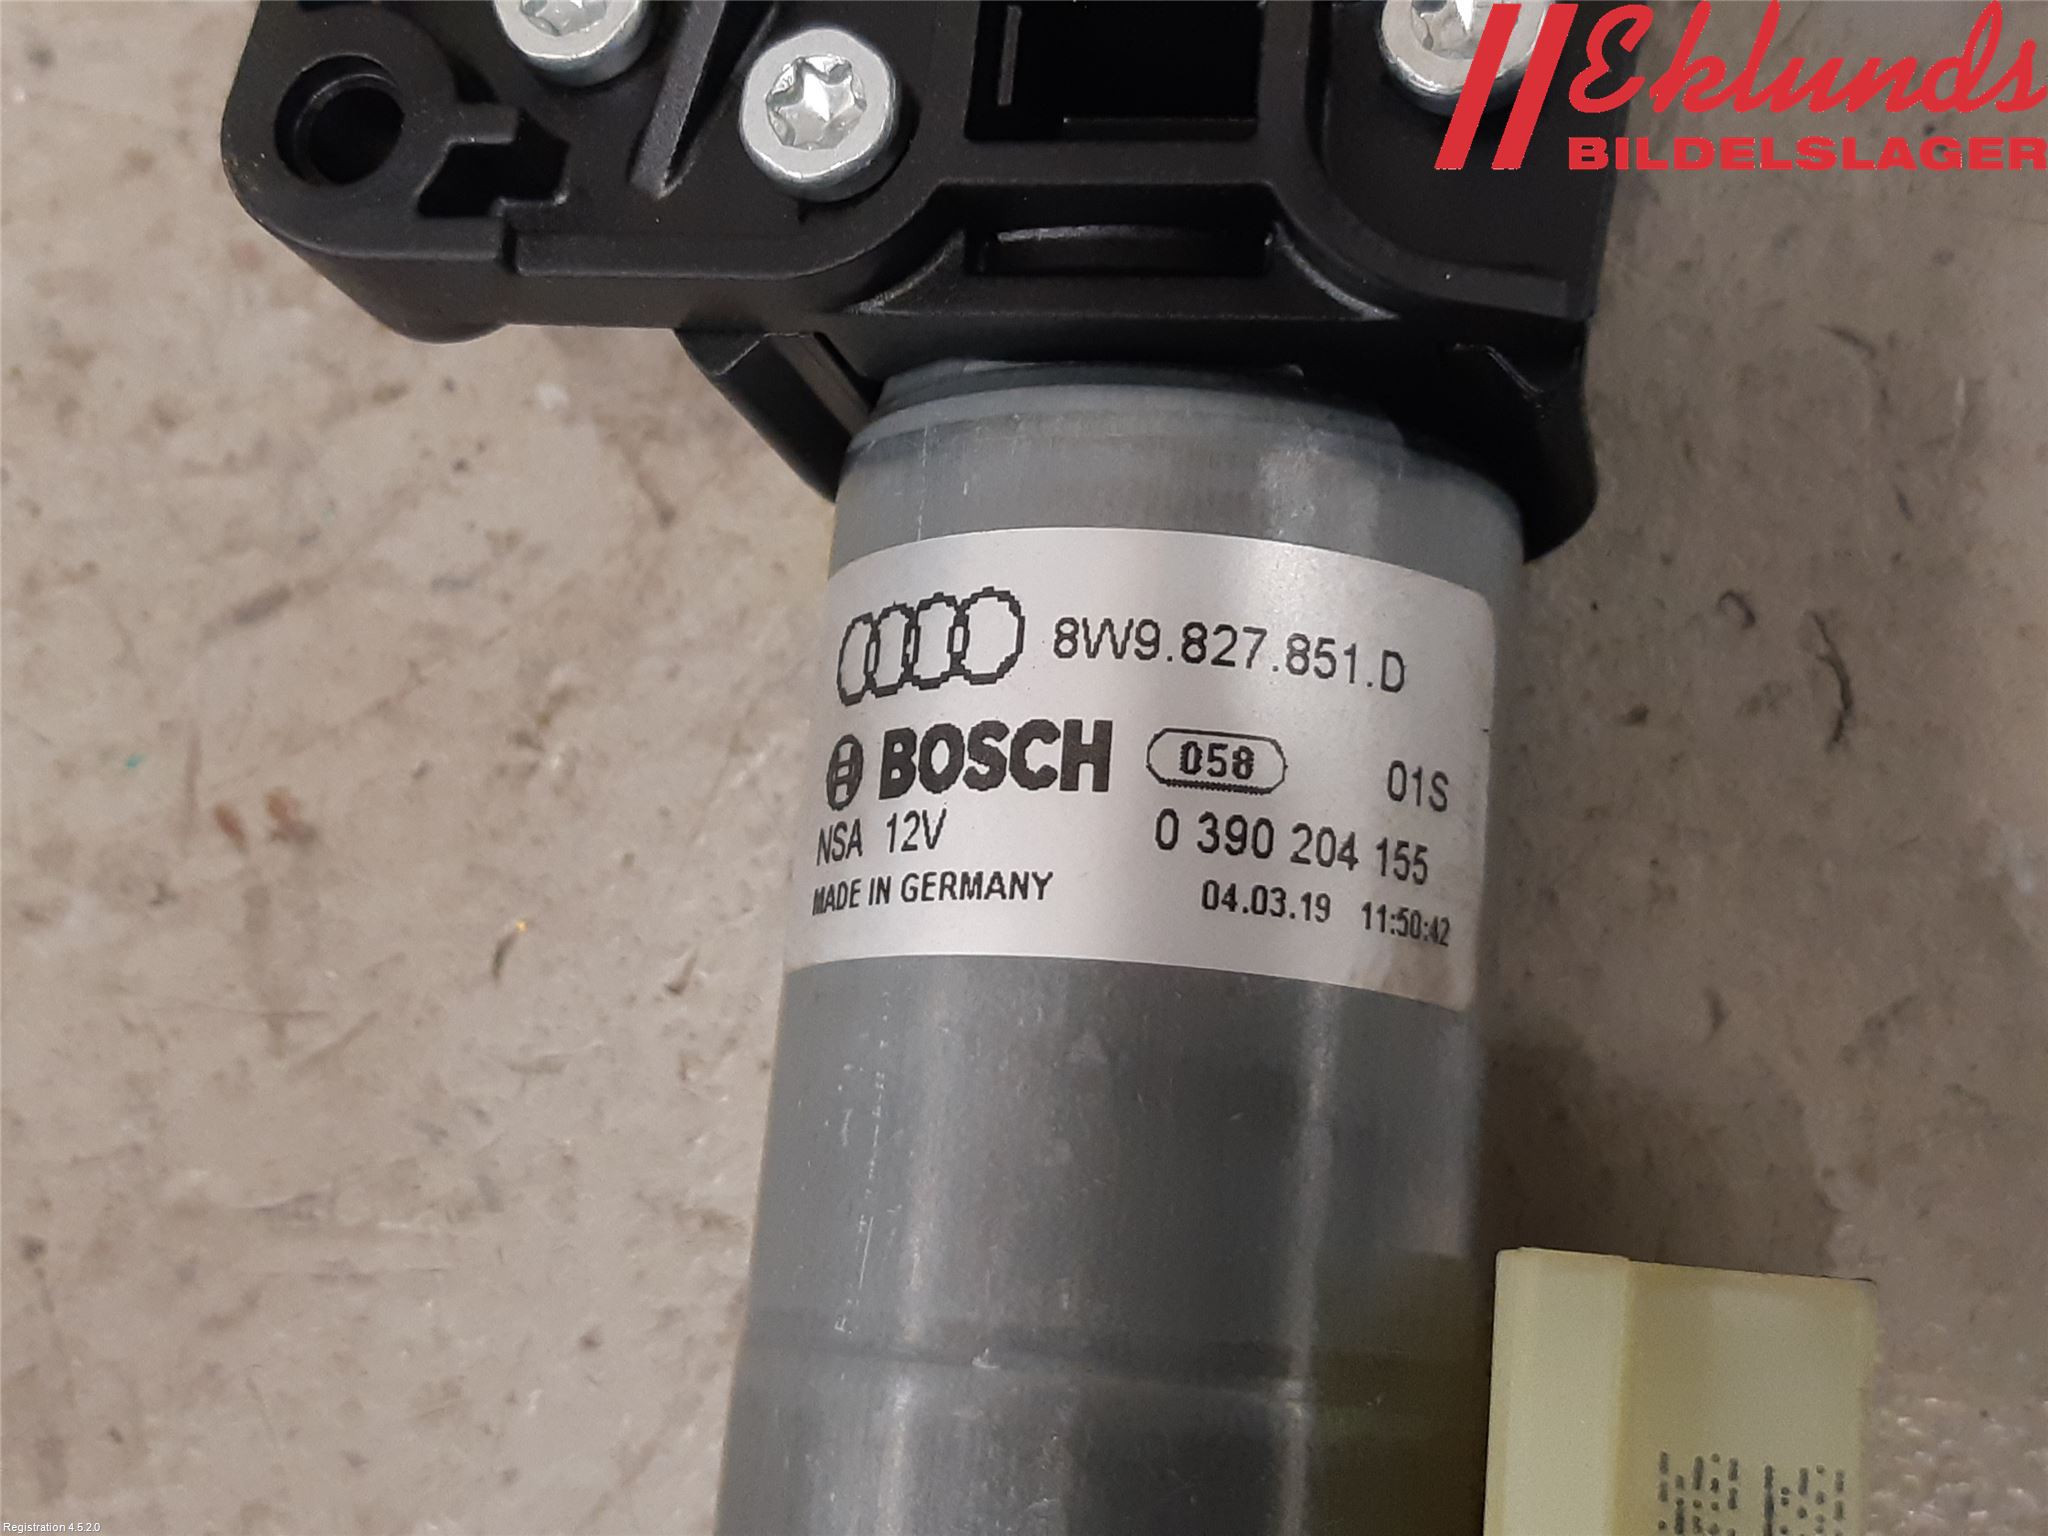 Eklunds
BILDELSLAGER
8W9.827.851.D
BOSCH 058 01S
NSA 12V 0 390 204 155
MADE IN GERMANY 04.03.19 11:50:42
Registration 4.5.2.0